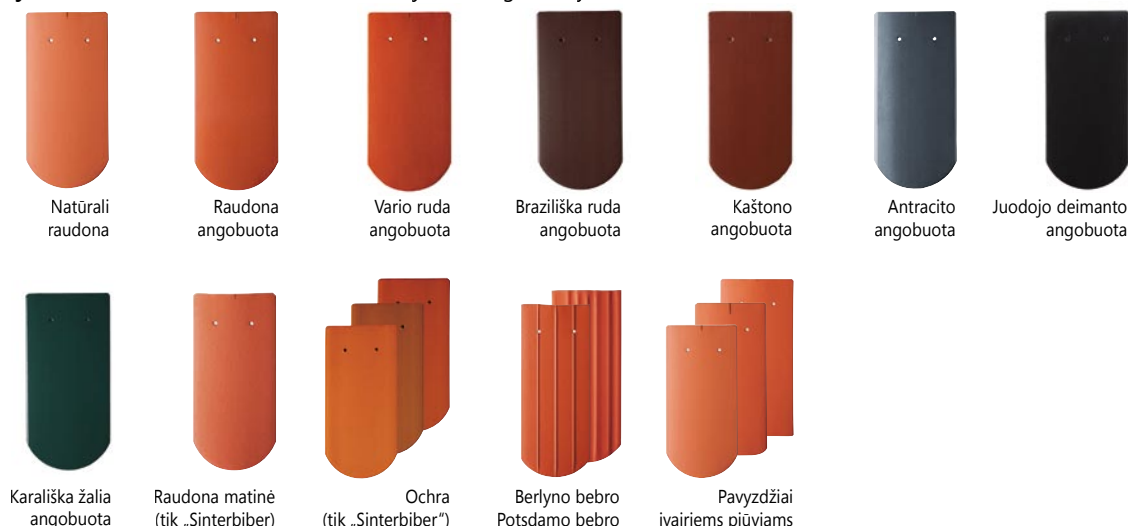 Natūrali
raudona
Raudona
angobuota
Vario ruda
angobuota
Braziliška ruda
angobuota
Kaštono
angobuota
Antracito
angobuota
Juodojo deimanto
angobuota
Karališka žalia
angobuota
Raudona matinė
(tik „Sinterbiber)
Ochra
(tik „Sinterbiber“)
Berlyno bebro
Potsdamo bebro
Pavyzdžiai
įvairiems pjūviams